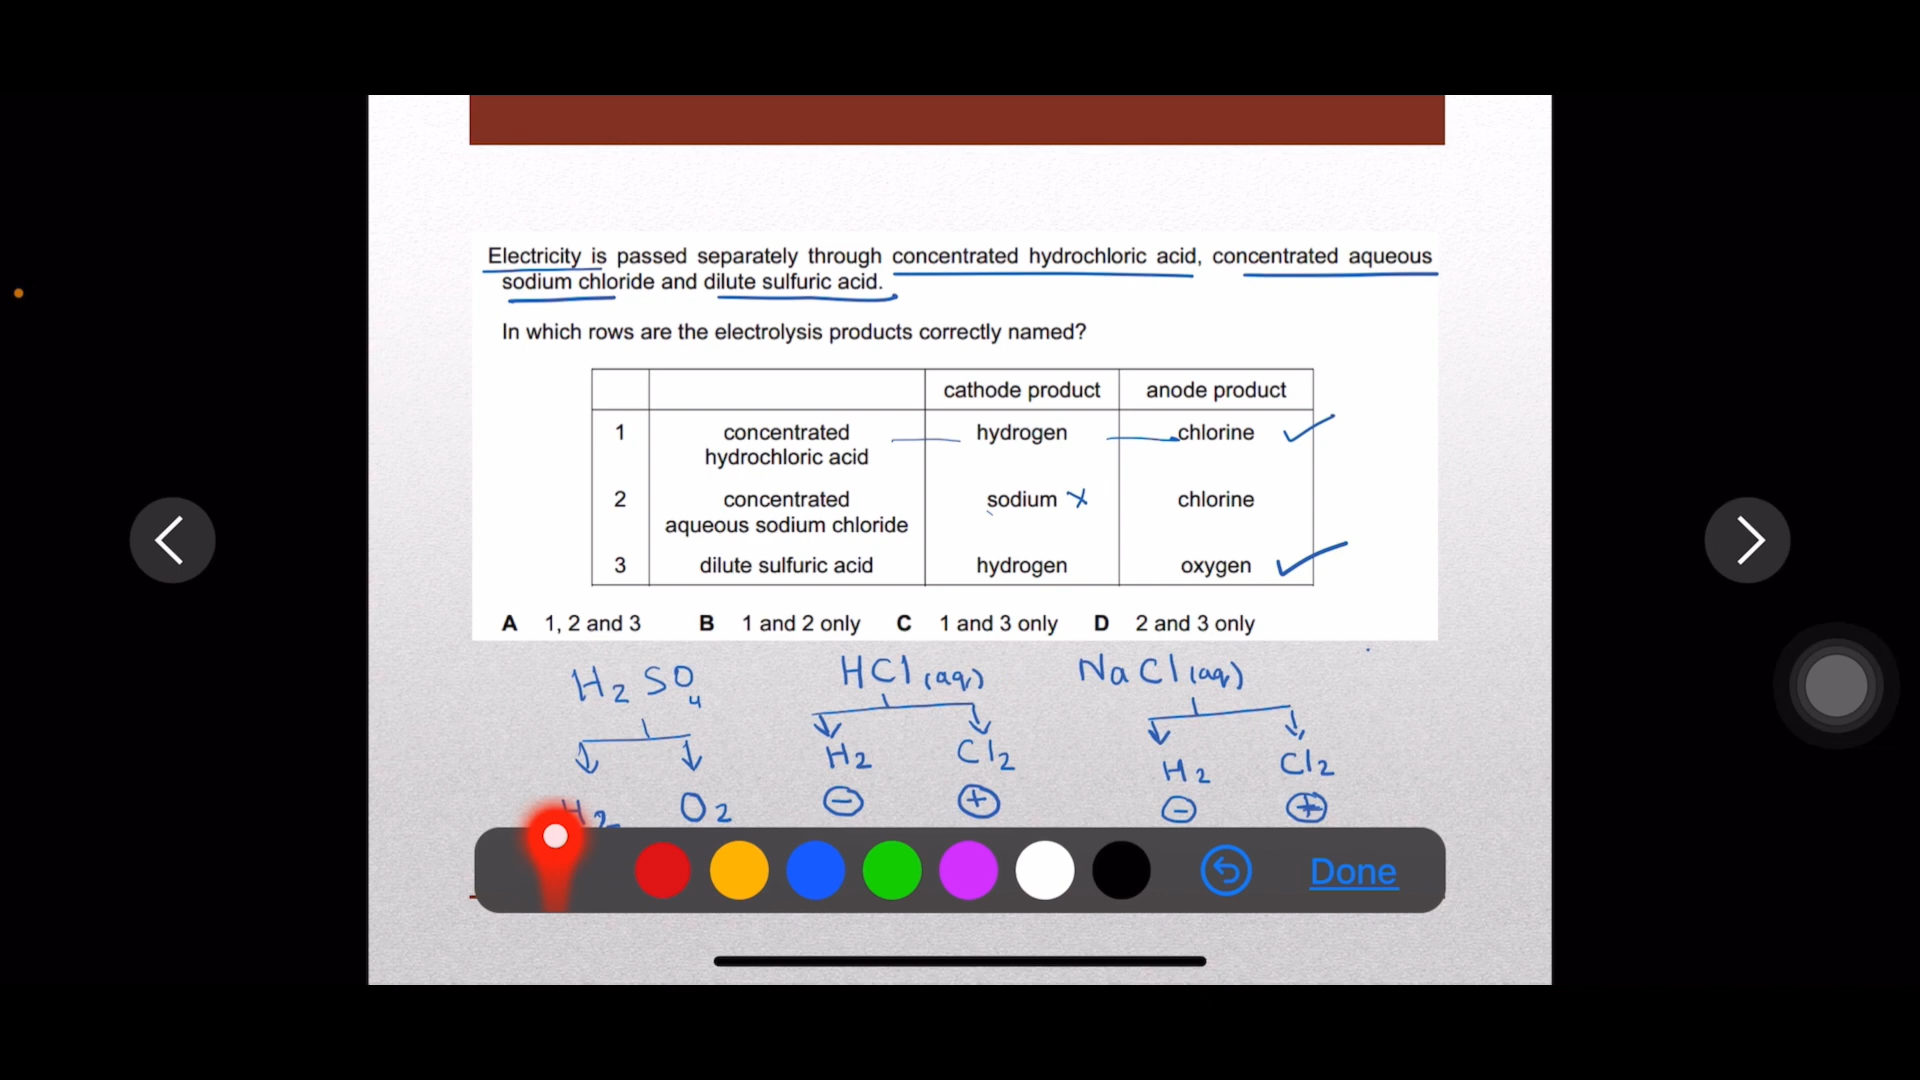 Electricity is passed separately through concentrated hydrochloric acid, concentrated aqueous
sodium chloride and dilute sulfuric acid.
In which rows are the electrolysis products correctly named?
cathode product anode product
1 concentrated hydrogen chlorine
hydrochloric acid
2 concentrated sodium chlorine
aqueous sodium chloride
3 dilute sulfuric acid hydrogen oxygen
A 1, 2 and 3 B 1 and 2 only C 1 and 3 only D 2 and 3 only
H2SO4 HCl(aq) NaCl(aq)
H2 O2 H2 Cl2 H2 Cl2
− + − +
Done